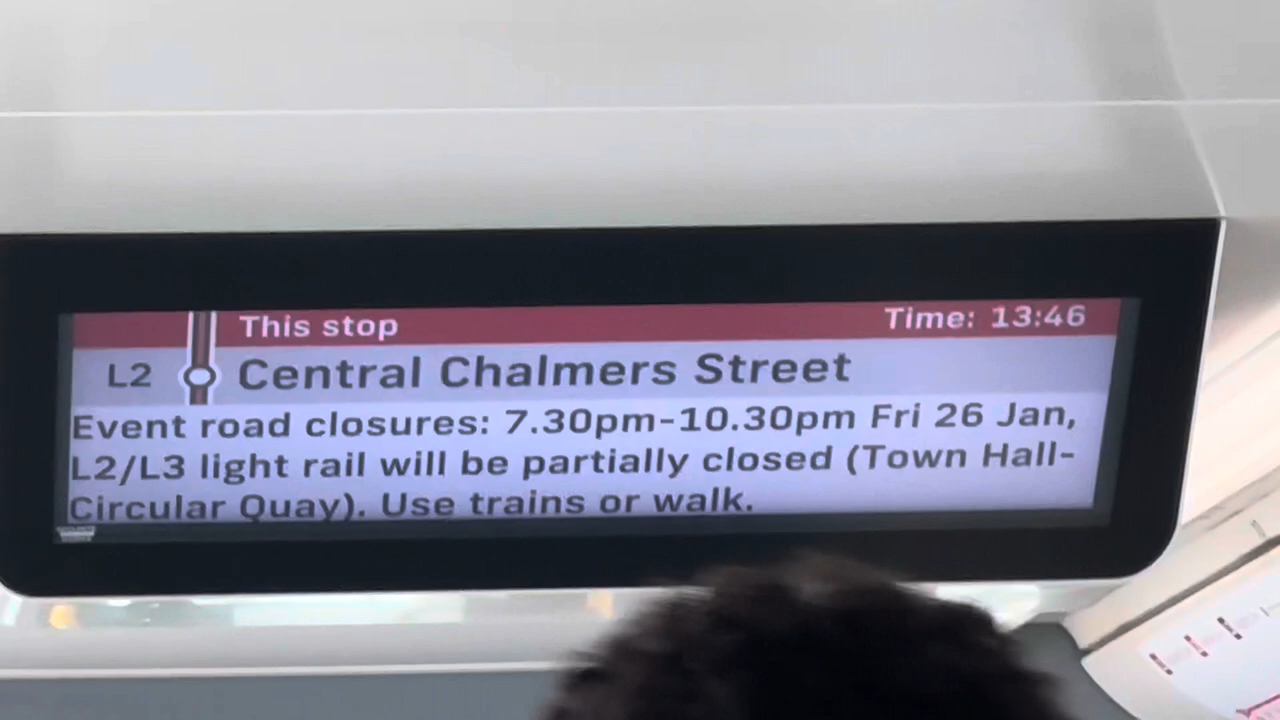 This stop Time: 13:46
L2 Central Chalmers Street
Event road closures: 7.30pm-10.30pm Fri 26 Jan,
L2/L3 light rail will be partially closed (Town Hall-
Circular Quay). Use trains or walk.